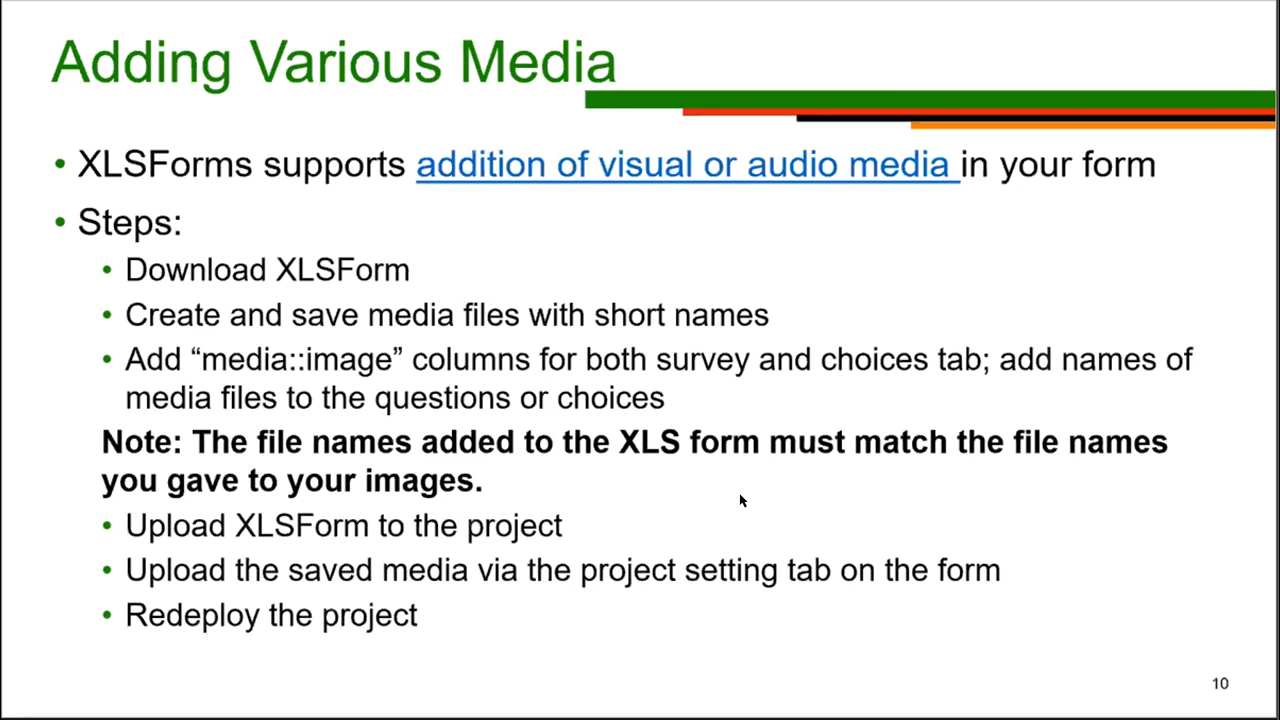 Adding Various Media
• XLSForms supports addition of visual or audio media in your form
• Steps:
• Download XLSForm
• Create and save media files with short names
• Add “media::image” columns for both survey and choices tab; add names of
media files to the questions or choices
Note: The file names added to the XLS form must match the file names
you gave to your images.
• Upload XLSForm to the project
• Upload the saved media via the project setting tab on the form
• Redeploy the project
10